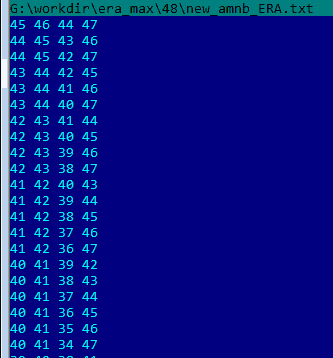 G:\workdir\era_max\48\new_amnb_ERA.txt
45 46 44 47
44 45 43 46
44 45 42 47
43 44 42 45
43 44 41 46
43 44 40 47
42 43 41 44
42 43 40 45
42 43 39 46
42 43 38 47
41 42 40 43
41 42 39 44
41 42 38 45
41 42 37 46
41 42 36 47
40 41 39 42
40 41 38 43
40 41 37 44
40 41 36 45
40 41 35 46
40 41 34 47